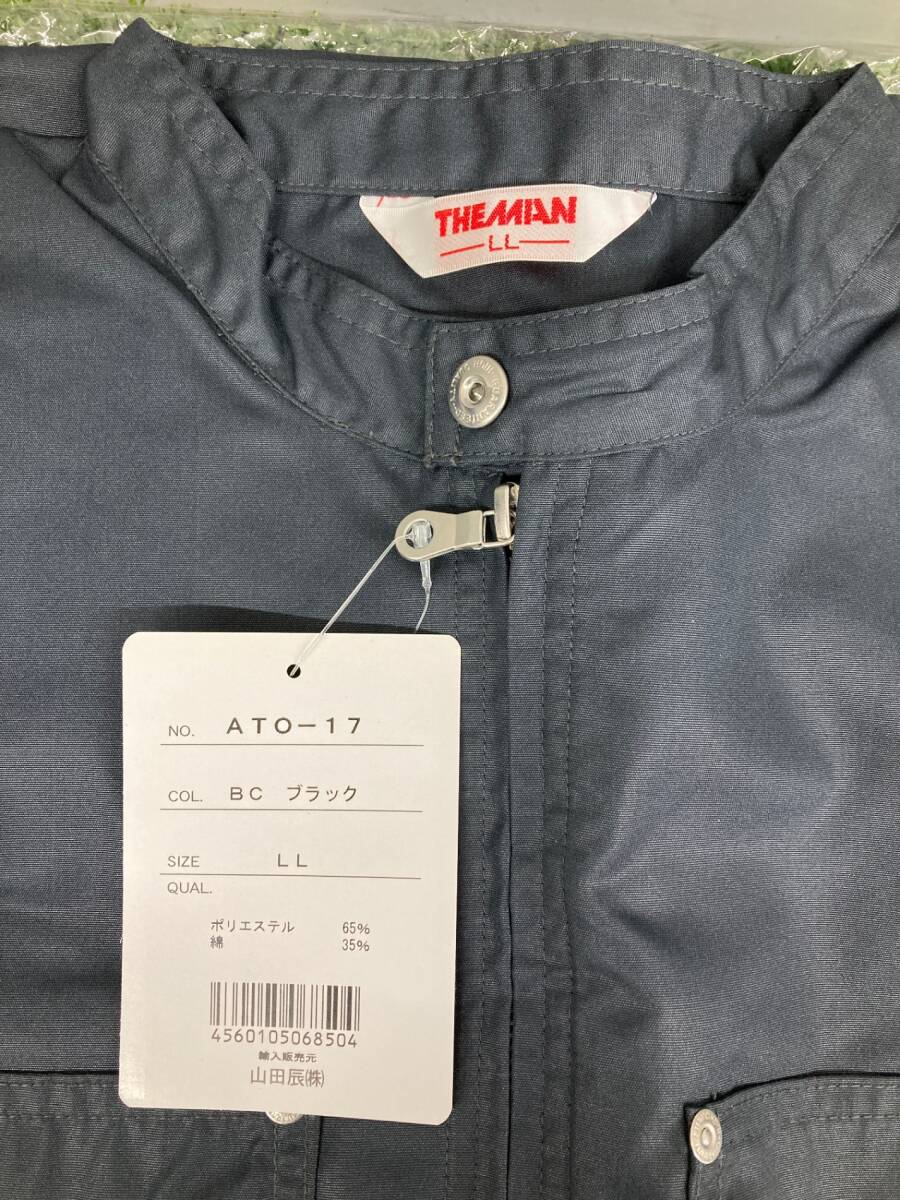 THEMAN
LL
NO. ATO-17
COL. BC ブラック
SIZE LL
QUAL.
ポリエステル 65%
綿 35%
4560105068504
輸入販売元
山田辰㈱